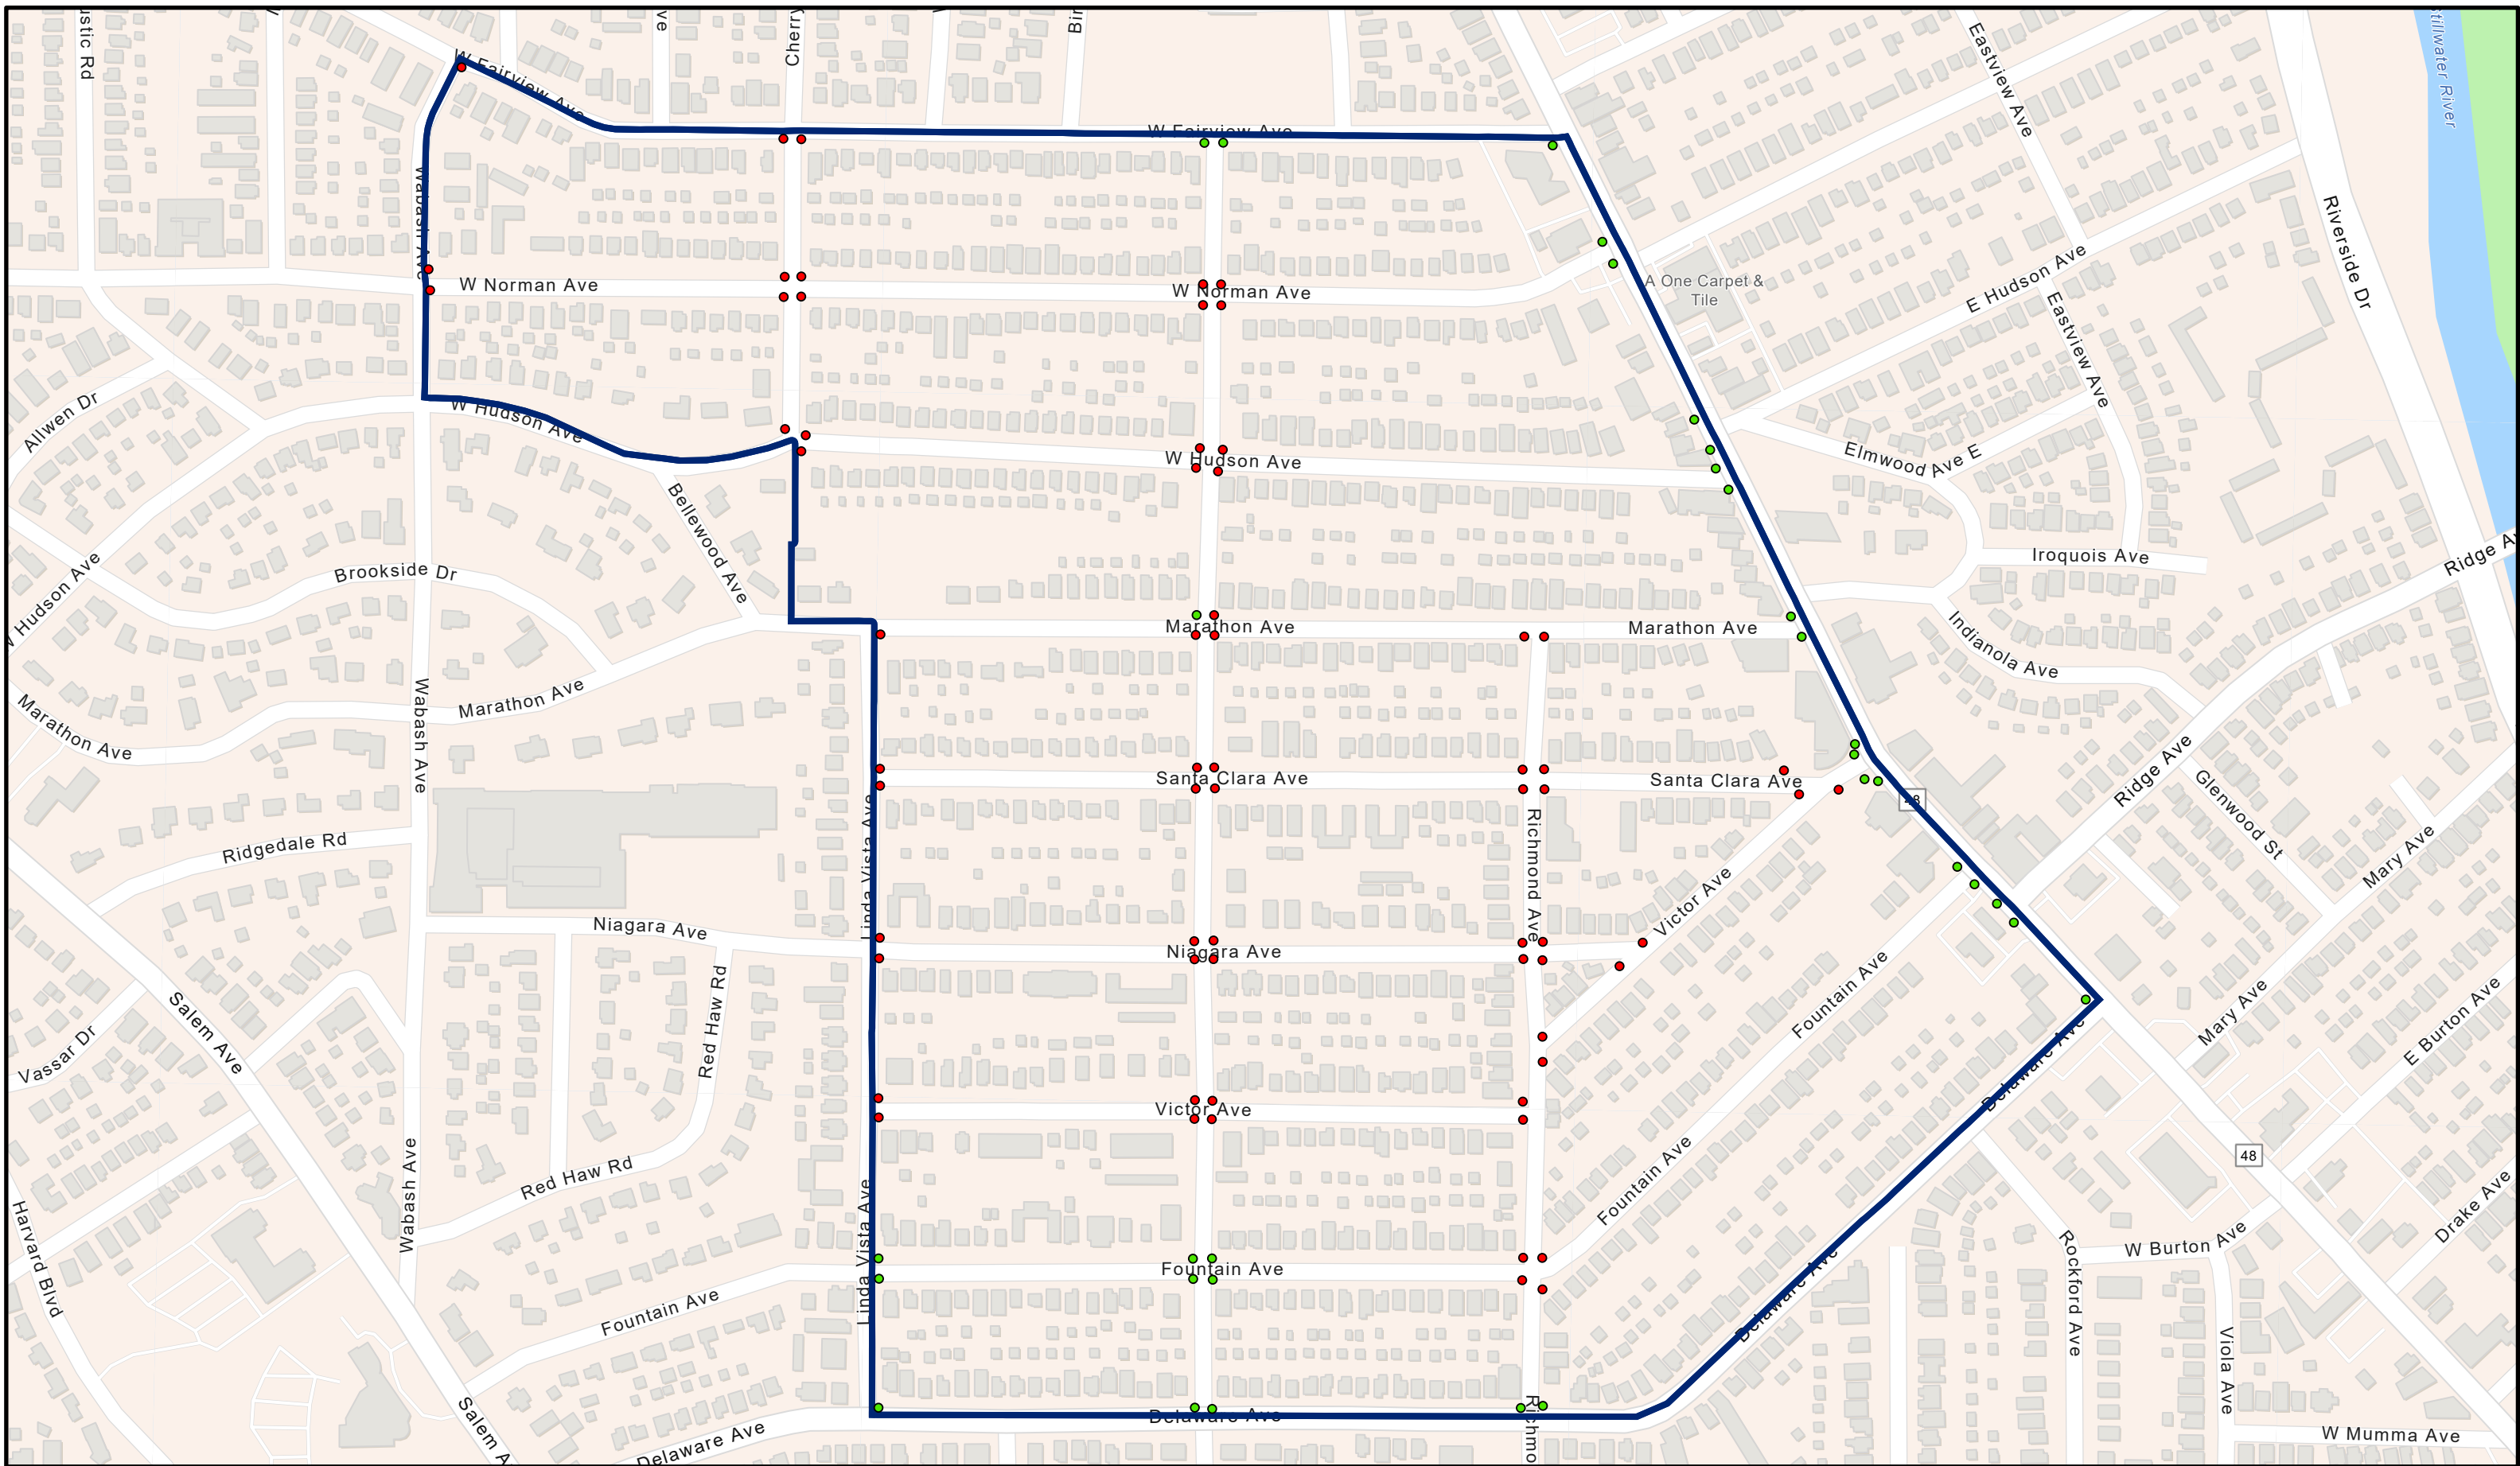 Cherry
W Fairview Ave
W Fairview Ave
Eastview Ave
Stillwater River
Wabash Ave
W Norman Ave
W Norman Ave
A One Carpet &
Tile
E Hudson Ave
Riverside Dr
Eastview Ave
Allwen Dr
W Hudson Ave
W Hudson Ave
Elmwood Ave E
Bellewood Ave
Iroquois Ave
Brookside Dr
W Hudson Ave
Marathon Ave
Marathon Ave
Indianola Ave
Marathon Ave
Marathon Ave
Wabash Ave
Santa Clara Ave
Santa Clara Ave
48
Ridge Ave
Glenwood St
Mary Ave
Ridgedale Rd
Linda Vista Ave
Richmond Ave
Victor Ave
Niagara Ave
Niagara Ave
Fountain Ave
Mary Ave
E Burton Ave
Salem Ave
Vassar Dr
Red Haw Rd
Delaware Ave
Victor Ave
Wabash Ave
Red Haw Rd
Fountain Ave
48
Drake Ave
Harvard Blvd
Linda Vista Ave
Fountain Ave
Rockford Ave
W Burton Ave
Fountain Ave
Delaware Ave
Viola Ave
Salem A
Delaware Ave
Delaware Ave
Richmo
W Mumma Ave